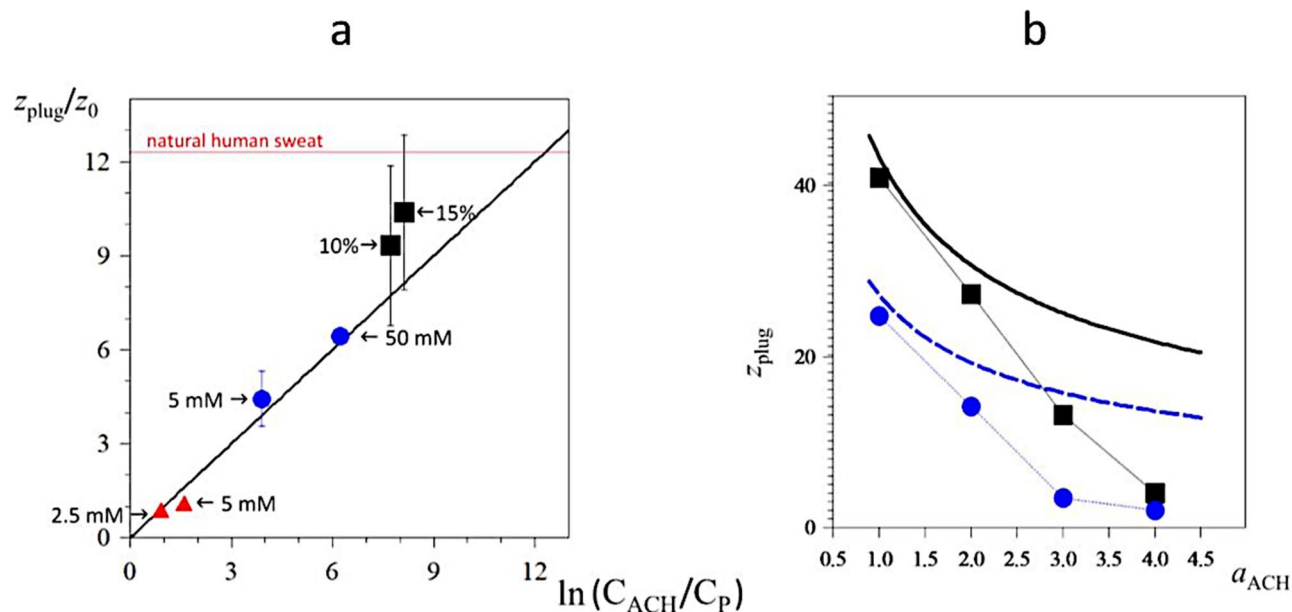 a
z_plug/z_0
natural human sweat
12
←15%
10%→
9
6
←50 mM
5 mM→
3
←5 mM
2.5 mM→
0
0 3 6 9 12
ln (C_ACH/C_P)
b
40
z_plug
20
0
0.5 1.0 1.5 2.0 2.5 3.0 3.5 4.0 4.5
a_ACH